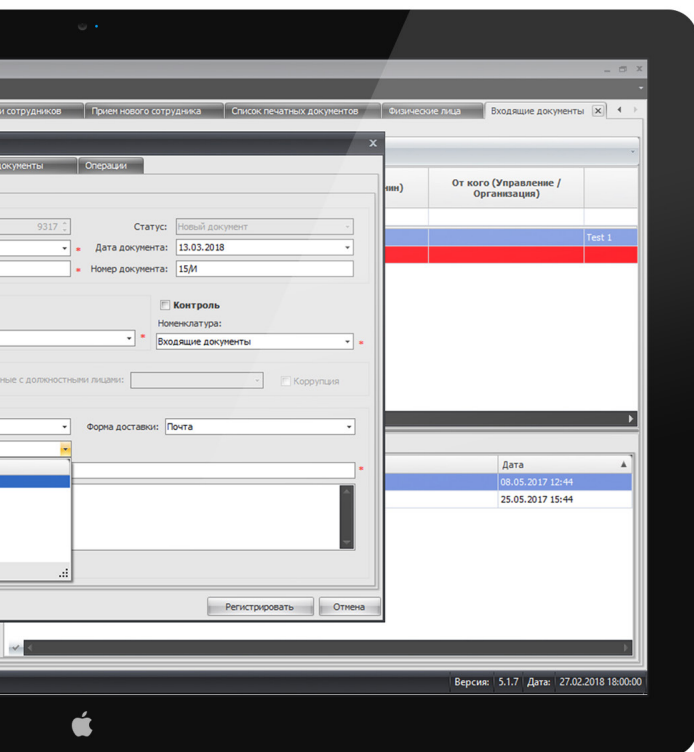 и сотрудников Прием нового сотрудника Список печатных документов Физические лица Входящие документы
документы Операции
От кого (Управление /
Организация)
9317 Статус: Новый документ
Test 1
* Дата документа: 13.03.2018
* Номер документа: 15/И
Контроль
Номенклатура:
* Входящие документы *
ные с должностными лицами: Коррупция
Форма доставки: Почта
*
Дата
08.05.2017 12:44
25.05.2017 15:44
Регистрировать Отмена
Версия: 5.1.7 Дата: 27.02.2018 18:00:00